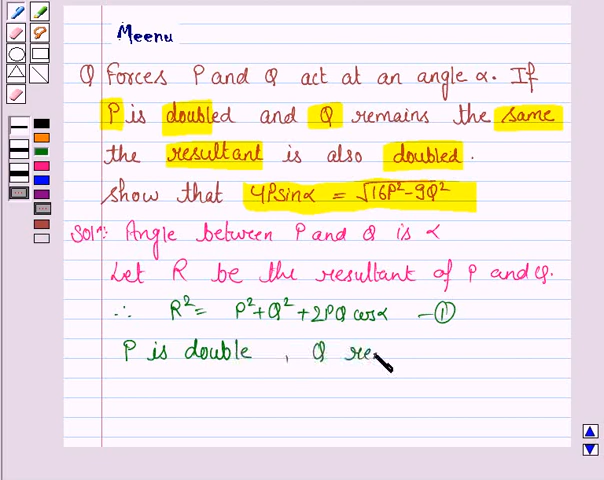 Meenu
Q Forces P and Q act at an angle α. If
P is doubled and Q remains the same
the resultant is also doubled.
Show that 4Psinα = √16P²-9Q²
Solⁿ: Angle between P and Q is α
Let R be the resultant of P and Q.
∴ R² = P²+Q²+2PQ cosα —①
P is double , Q re